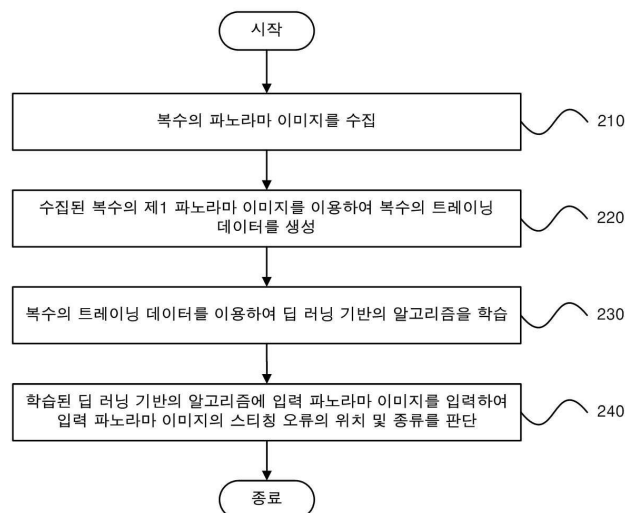 시작
복수의 파노라마 이미지를 수집
210
수집된 복수의 제1 파노라마 이미지를 이용하여 복수의 트레이닝
데이터를 생성
220
복수의 트레이닝 데이터를 이용하여 딥 러닝 기반의 알고리즘을 학습
230
학습된 딥 러닝 기반의 알고리즘에 입력 파노라마 이미지를 입력하여
입력 파노라마 이미지의 스티칭 오류의 위치 및 종류를 판단
240
종료